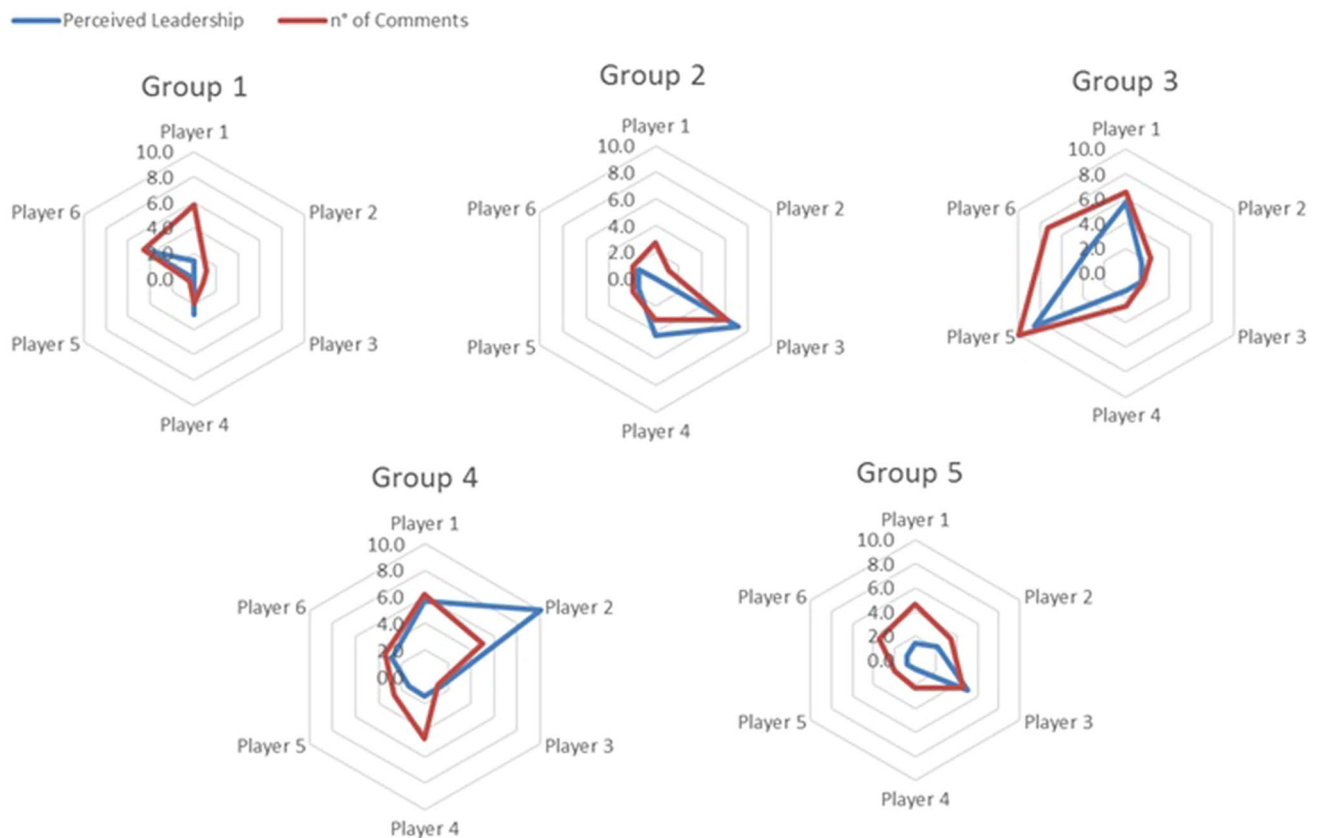 Perceived Leadership n° of Comments
Group 1
Player 1
10.0
8.0
6.0
Player 6 Player 2
4.0
2.0
0.0
Player 5 Player 3
Player 4
Group 2
Player 1
10.0
8.0
6.0
Player 6 Player 2
4.0
2.0
0.0
Player 5 Player 3
Player 4
Group 3
Player 1
10.0
8.0
6.0
Player 6 Player 2
4.0
2.0
0.0
Player 5 Player 3
Player 4
Group 4
Player 1
10.0
8.0
6.0
Player 6 Player 2
4.0
2.0
0.0
Player 5 Player 3
Player 4
Group 5
Player 1
10.0
8.0
6.0
Player 6 Player 2
4.0
2.0
0.0
Player 5 Player 3
Player 4